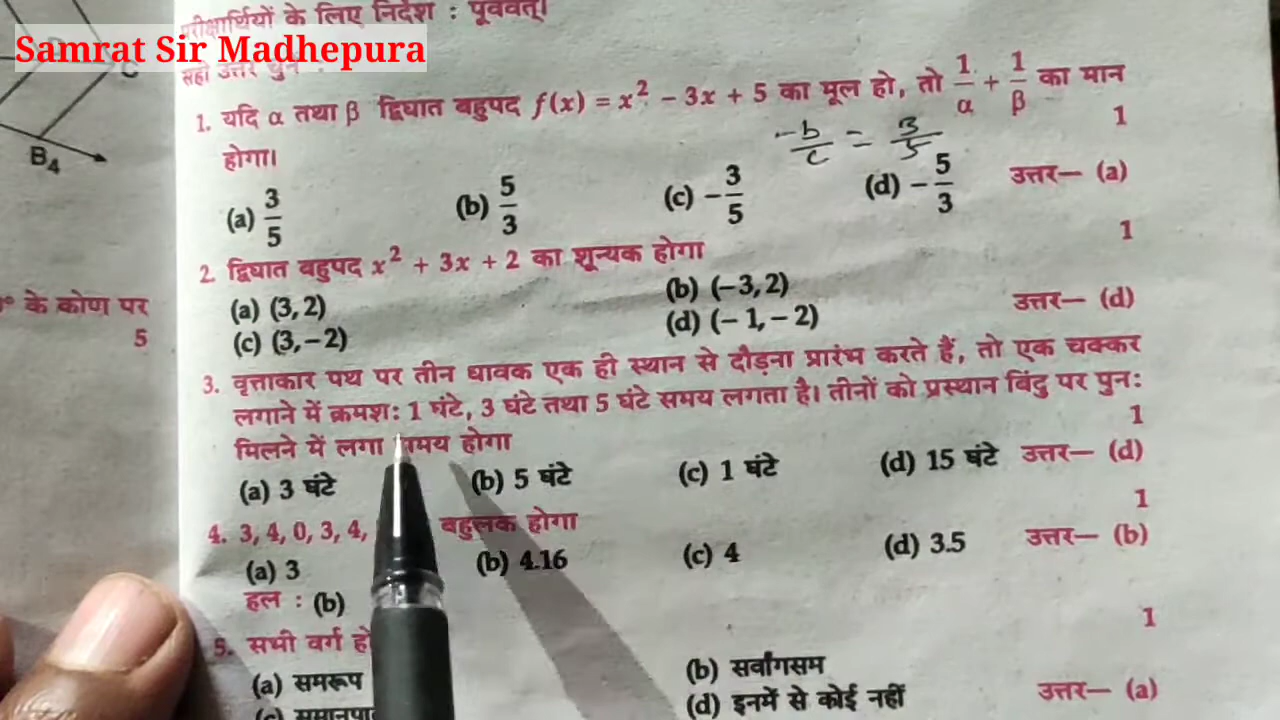 परीक्षार्थियों के लिए निर्देश : पूर्ववत्।
Samrat Sir Madhepura
सही उत्तर चुनें :
C
B4
1. यदि α तथा β द्विघात बहुपद f(x) = x² − 3x + 5 का मूल हो, तो 1/α + 1/β का मान
होगा। 1
-b/c = 3/5
(a) 3/5 (b) 5/3 (c) −3/5 (d) −5/3 उत्तर— (a)
2. द्विघात बहुपद x² + 3x + 2 का शून्यक होगा 1
(a) (3, 2) (b) (−3, 2)
(c) (3, −2) (d) (− 1, − 2) उत्तर— (d)
° के कोण पर
5
3. वृत्ताकार पथ पर तीन धावक एक ही स्थान से दौड़ना प्रारंभ करते हैं, तो एक चक्कर
लगाने में क्रमशः 1 घंटे, 3 घंटे तथा 5 घंटे समय लगता है। तीनों को प्रस्थान बिंदु पर पुनः
मिलने में लगा समय होगा 1
(a) 3 घंटे (b) 5 घंटे (c) 1 घंटे (d) 15 घंटे उत्तर— (d)
4. 3, 4, 0, 3, 4, बहुलक होगा 1
(a) 3 (b) 4.16 (c) 4 (d) 3.5 उत्तर— (b)
हल : (b)
5. सभी वर्ग 1
(a) समरूप (b) सर्वांगसम
(c) (d) इनमें से कोई नहीं उत्तर— (a)